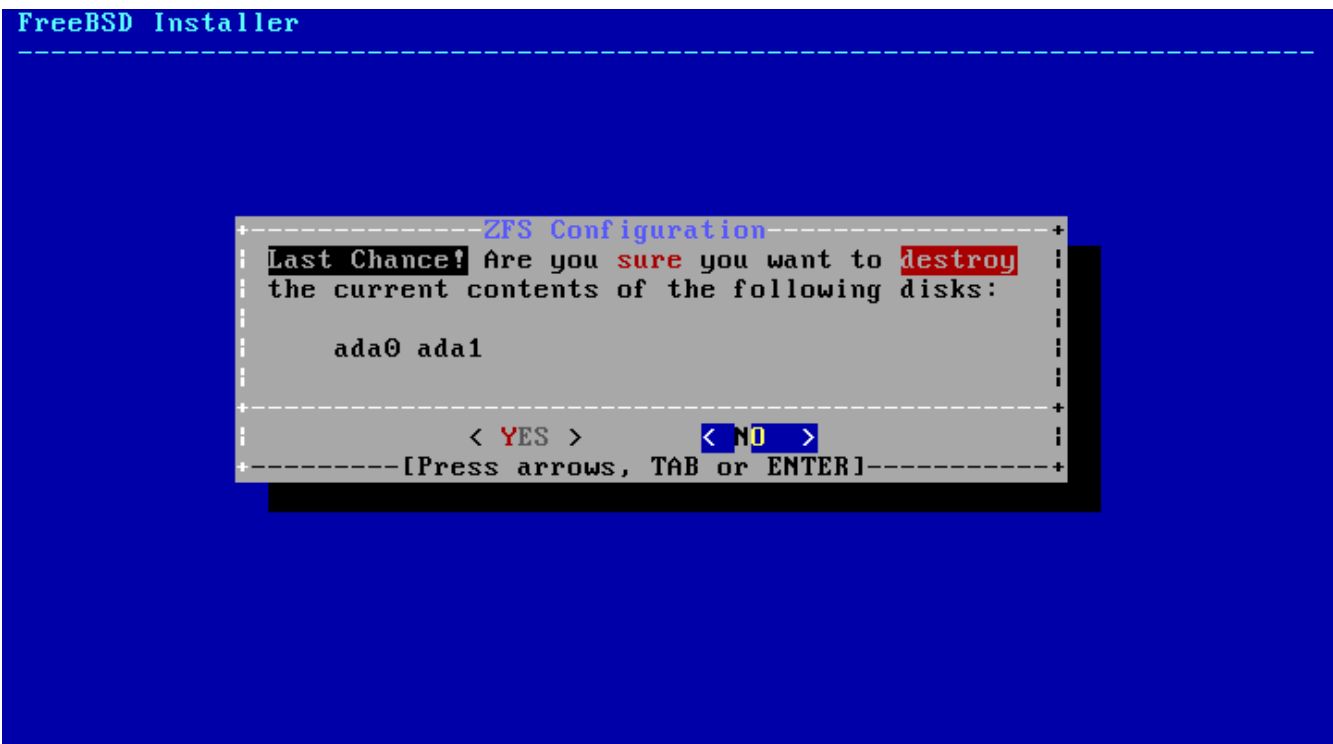 FreeBSD Installer
ZFS Configuration
Last Chance! Are you sure you want to destroy
the current contents of the following disks:
ada0 ada1
< YES > < NO >
[Press arrows, TAB or ENTER]